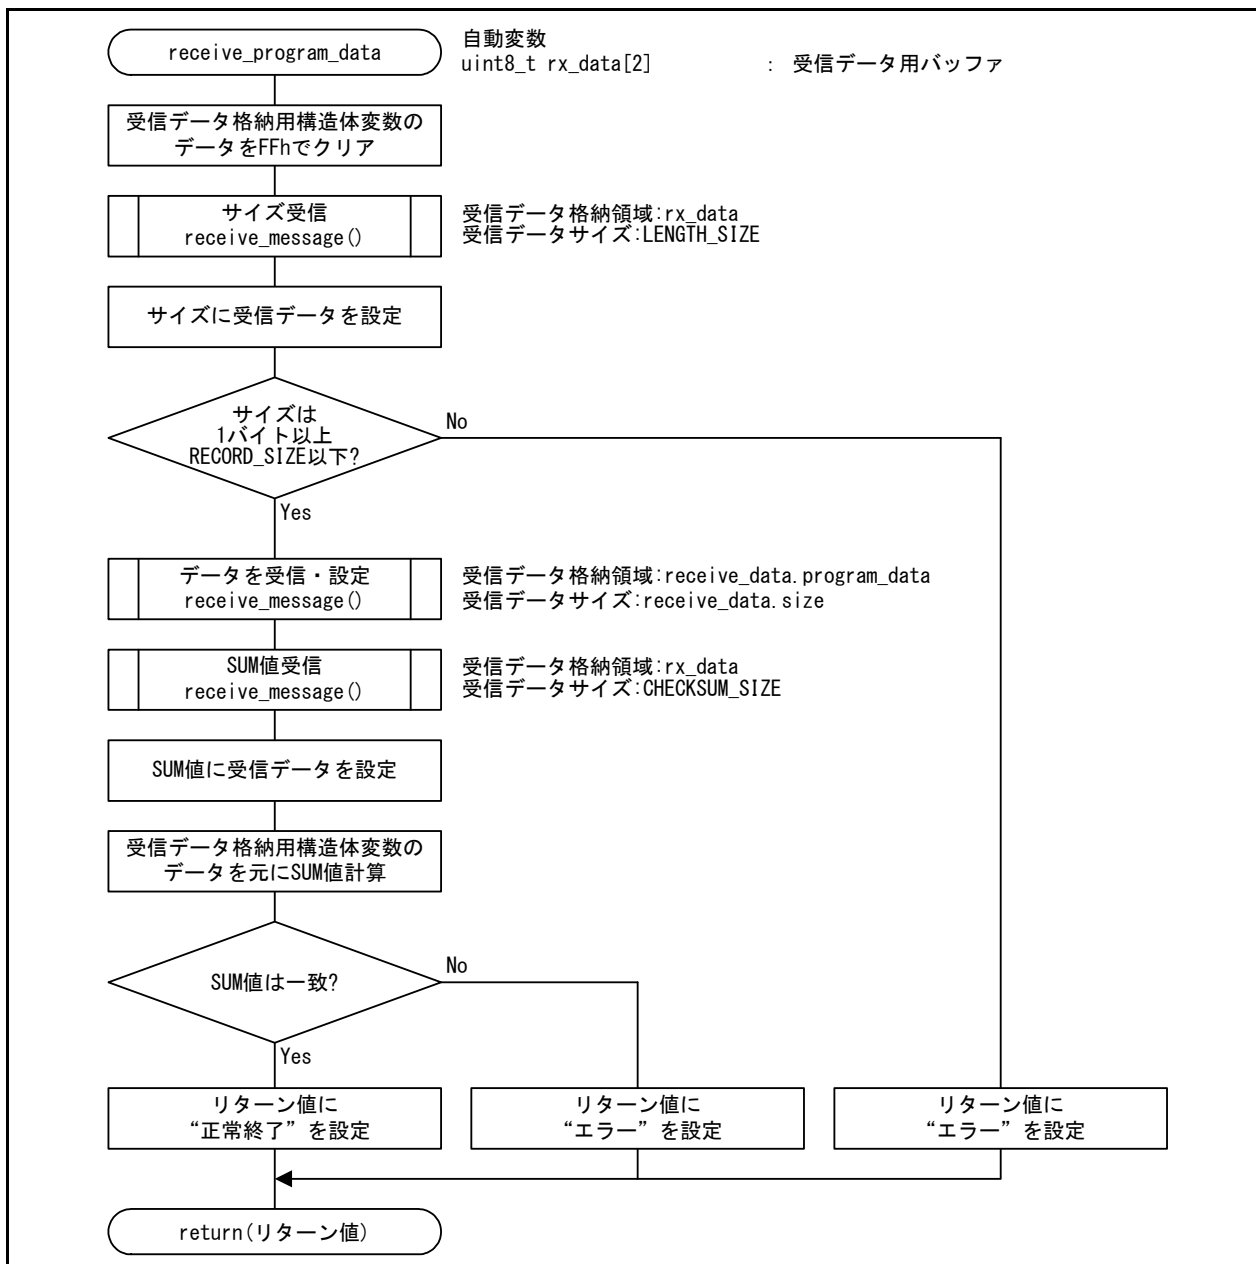 receive_program_data
自動変数
uint8_t rx_data[2] : 受信データ用バッファ
受信データ格納用構造体変数の
データをFFhでクリア
サイズ受信
receive_message()
受信データ格納領域:rx_data
受信データサイズ:LENGTH_SIZE
サイズに受信データを設定
サイズは
1バイト以上
RECORD_SIZE以下?
No
Yes
データを受信・設定
receive_message()
受信データ格納領域:receive_data.program_data
受信データサイズ:receive_data.size
SUM値受信
receive_message()
受信データ格納領域:rx_data
受信データサイズ:CHECKSUM_SIZE
SUM値に受信データを設定
受信データ格納用構造体変数の
データを元にSUM値計算
SUM値は一致?
No
Yes
リターン値に
“正常終了”を設定
リターン値に
“エラー”を設定
リターン値に
“エラー”を設定
return(リターン値)